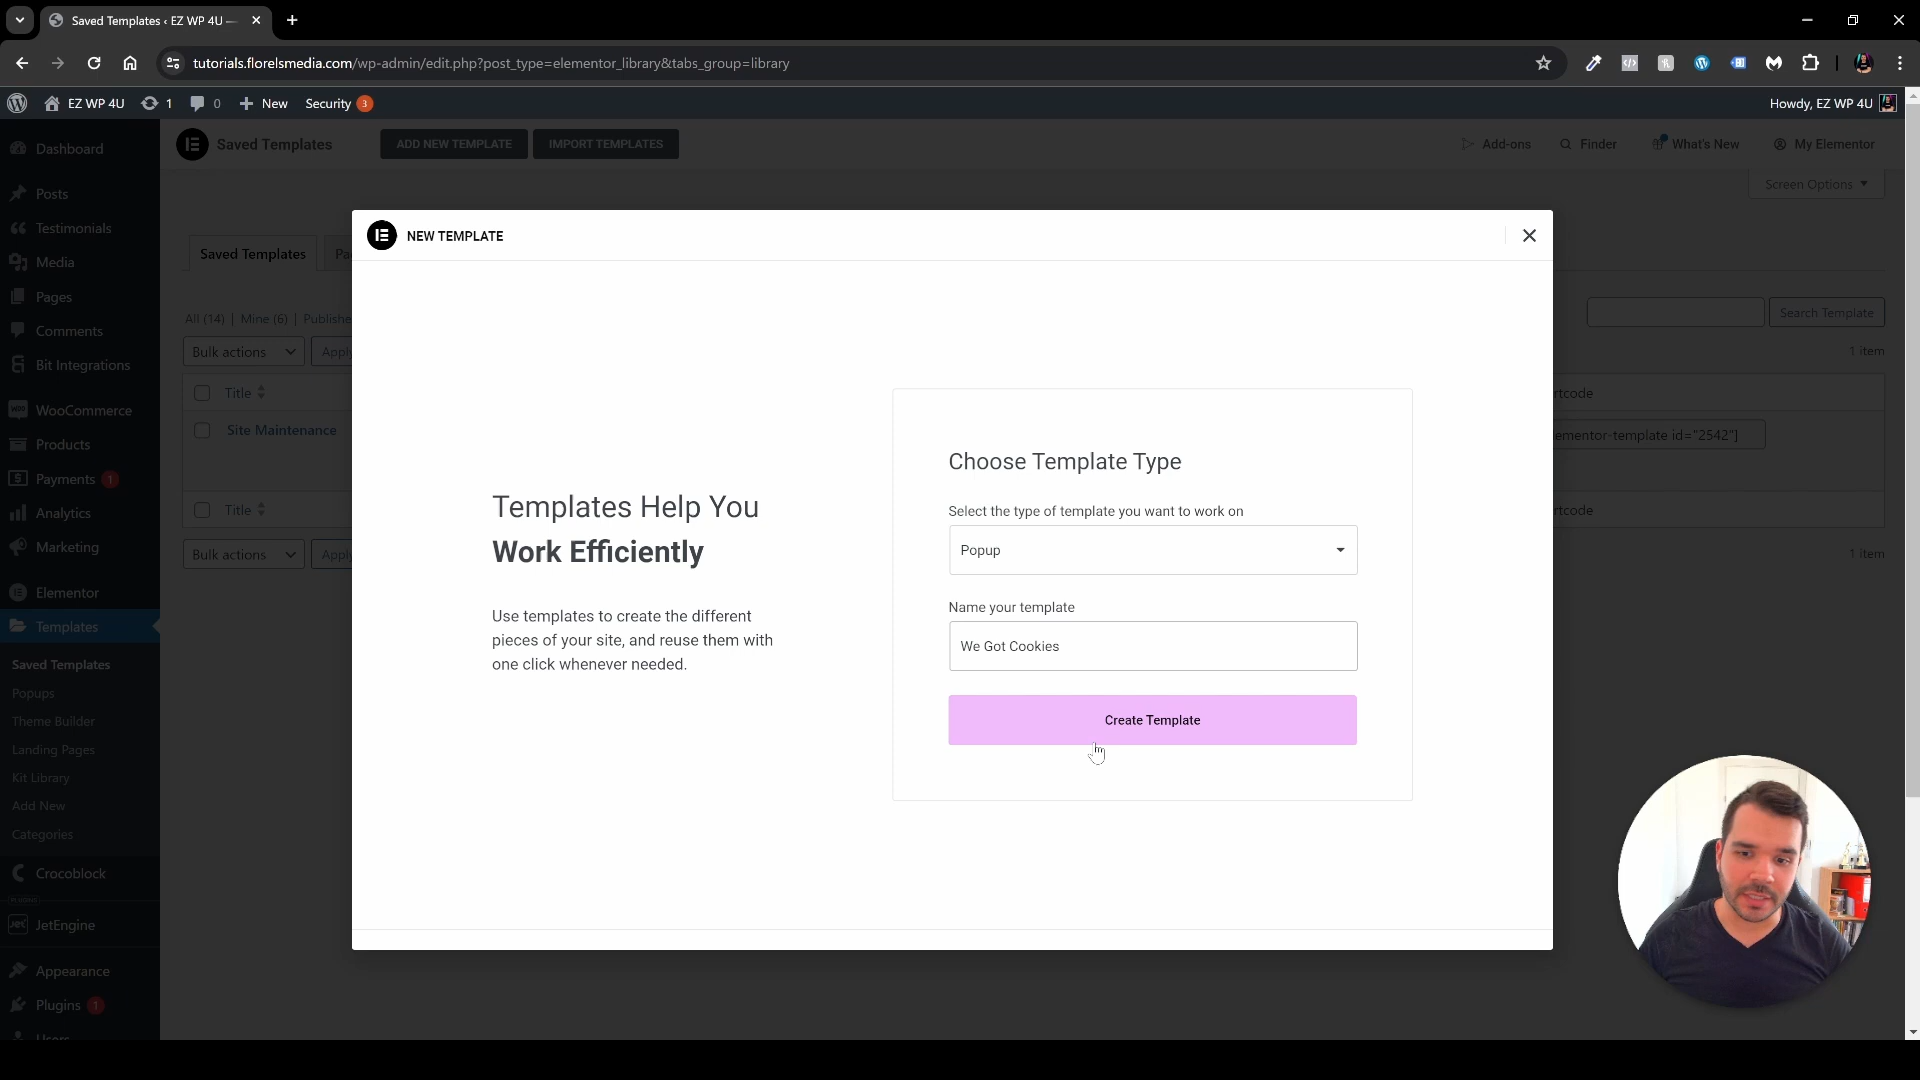 Saved Templates ‹ EZ WP 4U —
tutorials.florelsmedia.com/wp-admin/edit.php?post_type=elementor_library&tabs_group=library
EZ WP 4U
1
0
New
Security 3
Howdy, EZ WP 4U
Dashboard
Posts
Testimonials
Media
Pages
Comments
Bit Integrations
WooCommerce
Products
Payments 1
Analytics
Marketing
Elementor
Templates
Saved Templates
Popups
Theme Builder
Landing Pages
Kit Library
Add New
Categories
Crocoblock
JetEngine
Appearance
Plugins 1
Users
Saved Templates
ADD NEW TEMPLATE
IMPORT TEMPLATES
Add-ons
Finder
What's New
My Elementor
Screen Options
Saved Templates
Pa
All (14) | Mine (6) | Publishe
Search Template
Bulk actions
Apply
1 item
Title
rtcode
Site Maintenance
ementor-template id="2542"]
Title
rtcode
Bulk actions
Apply
1 item
NEW TEMPLATE
Templates Help You
Work Efficiently
Use templates to create the different
pieces of your site, and reuse them with
one click whenever needed.
Choose Template Type
Select the type of template you want to work on
Popup
Name your template
We Got Cookies
Create Template